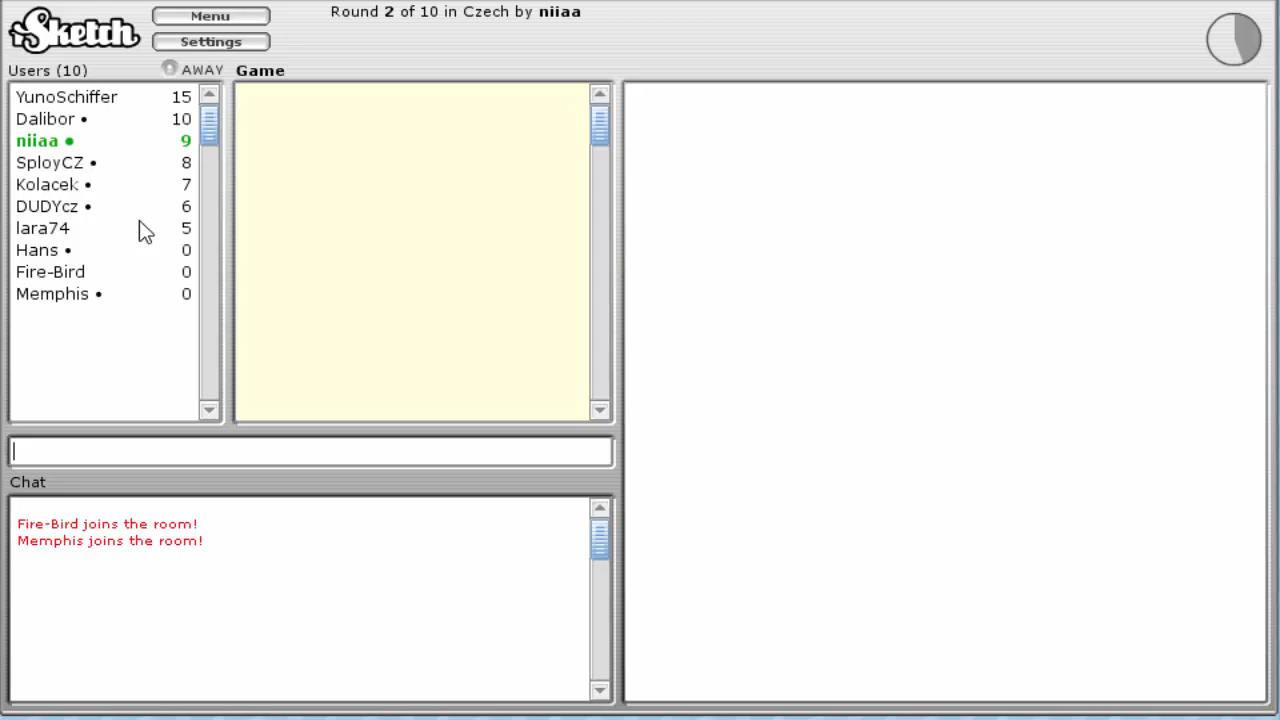 iSketch
Menu
Settings
Round 2 of 10 in Czech by niiaa
Users (10)
AWAY
Game
YunoSchiffer 15
Dalibor • 10
niiaa • 9
SployCZ • 8
Kolacek • 7
DUDYcz • 6
lara74 5
Hans • 0
Fire-Bird 0
Memphis • 0
Chat
Fire-Bird joins the room!
Memphis joins the room!